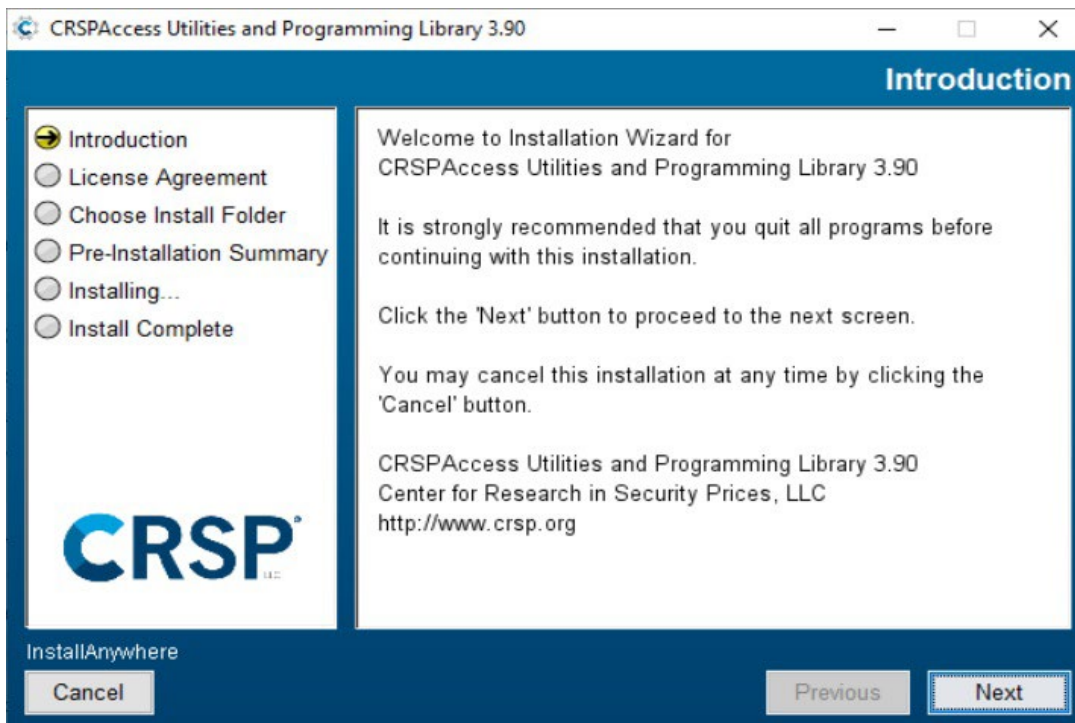 CRSPAccess Utilities and Programming Library 3.90
Introduction
Introduction
License Agreement
Choose Install Folder
Pre-Installation Summary
Installing...
Install Complete
CRSP
LLC
Welcome to Installation Wizard for
CRSPAccess Utilities and Programming Library 3.90
It is strongly recommended that you quit all programs before
continuing with this installation.
Click the 'Next' button to proceed to the next screen.
You may cancel this installation at any time by clicking the
'Cancel' button.
CRSPAccess Utilities and Programming Library 3.90
Center for Research in Security Prices, LLC
http://www.crsp.org
InstallAnywhere
Cancel
Previous
Next